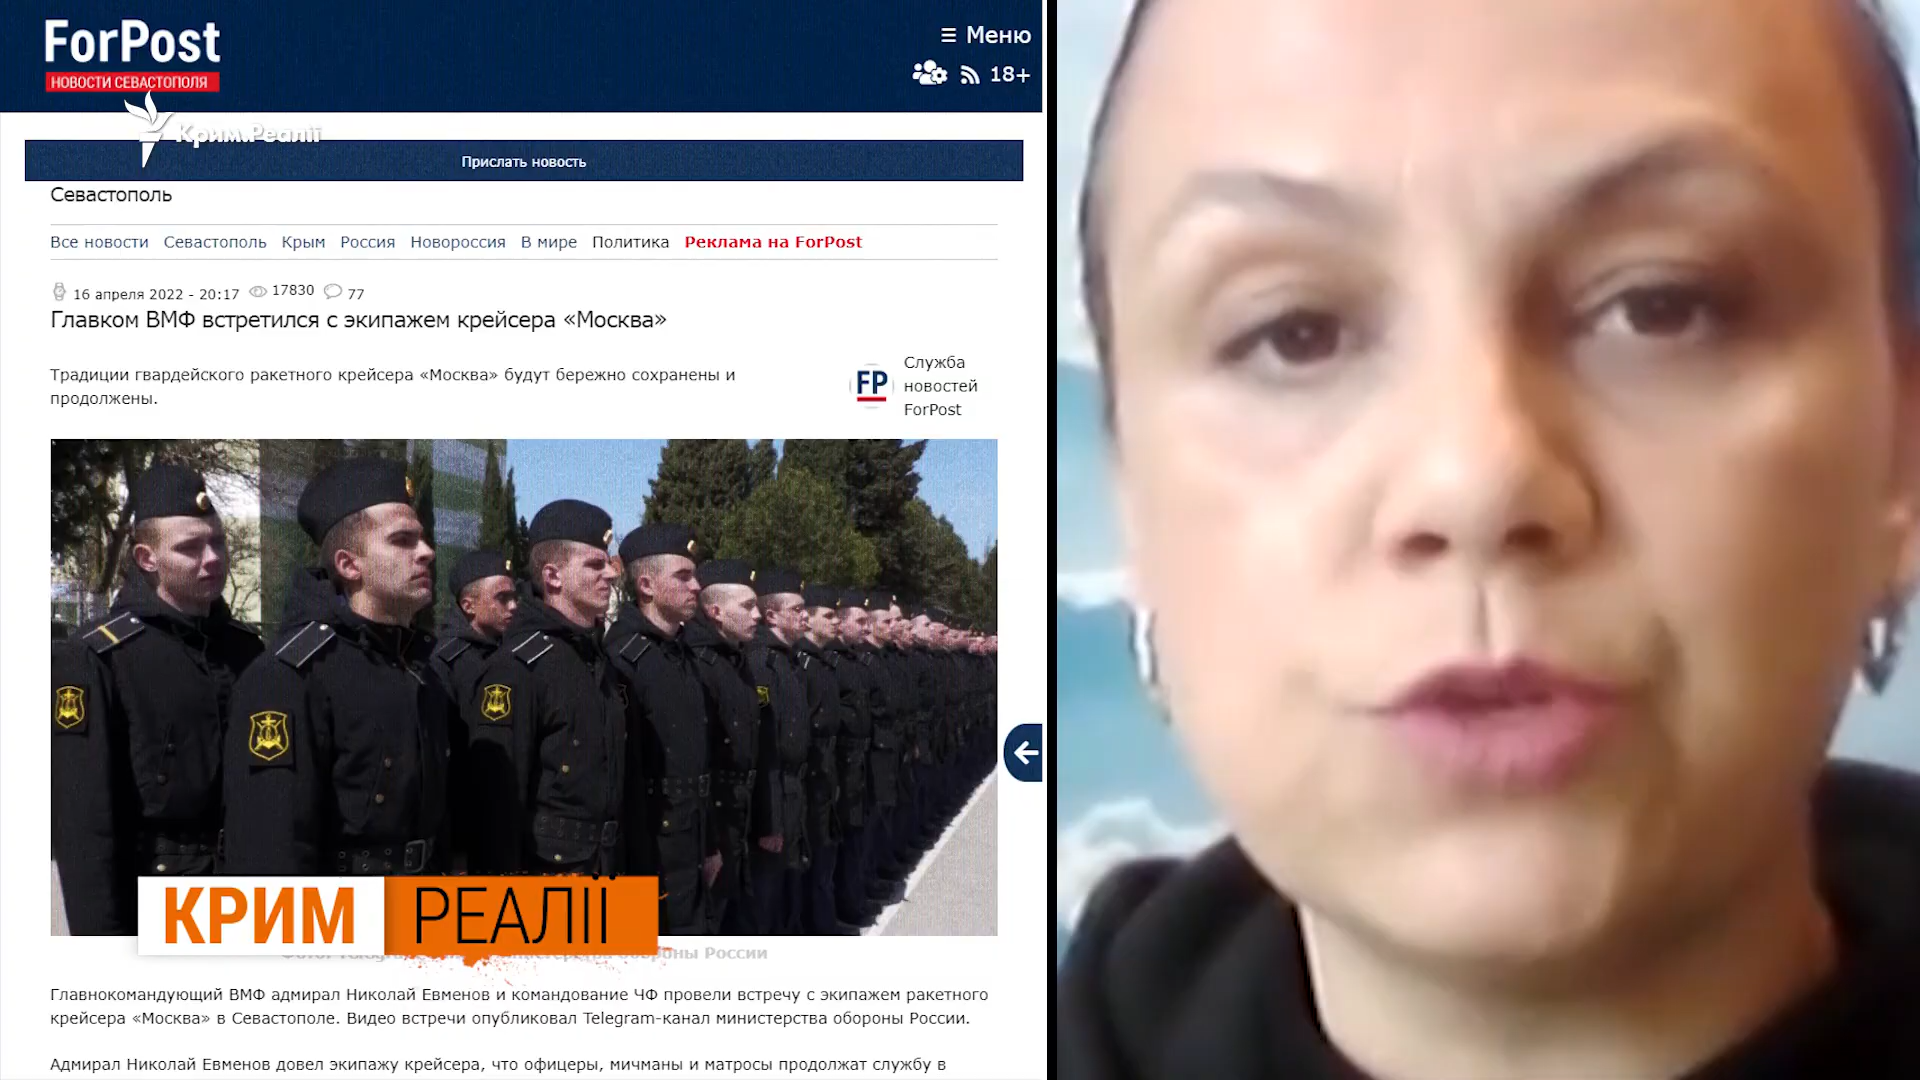 ForPost
НОВОСТИ СЕВАСТОПОЛЯ
Меню
18+
Крим.Реалії
Прислать новость
Севастополь
Все новости Севастополь Крым Россия Новороссия В мире Политика Реклама на ForPost
16 апреля 2022 - 20:17 17830 77
Главком ВМФ встретился с экипажем крейсера «Москва»
Традиции гвардейского ракетного крейсера «Москва» будут бережно сохранены и
продолжены.
FP
Служба
новостей
ForPost
КРИМ РЕАЛІЇ
России
Главнокомандующий ВМФ адмирал Николай Евменов и командование ЧФ провели встречу с экипажем ракетного
крейсера «Москва» в Севастополе. Видео встречи опубликовал Telegram-канал министерства обороны России.
Адмирал Николай Евменов довел экипажу крейсера, что офицеры, мичманы и матросы продолжат службу в